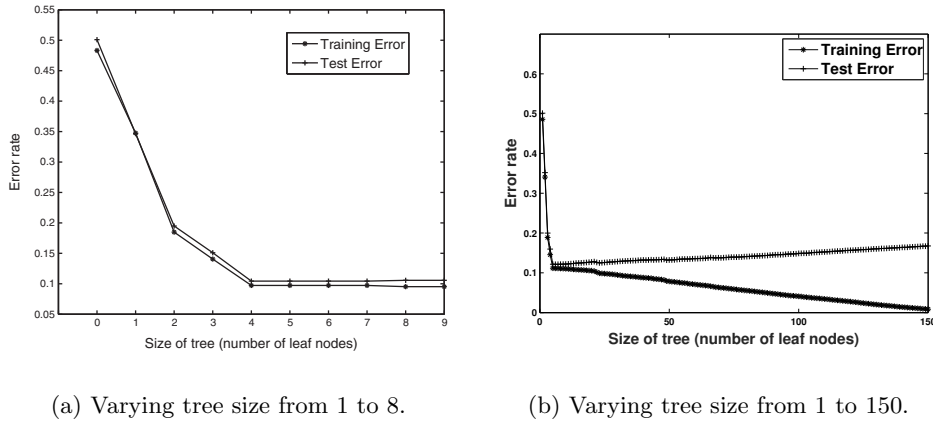 0.55
0.5
0.45
0.4
0.35
0.3
0.25
0.2
0.15
0.1
0.05
Error rate
Training Error
Test Error
0 1 2 3 4 5 6 7 8 9
Size of tree (number of leaf nodes)
(a) Varying tree size from 1 to 8.
0.6
0.5
0.4
0.3
0.2
0.1
0
Error rate
Training Error
Test Error
0 50 100 150
Size of tree (number of leaf nodes)
(b) Varying tree size from 1 to 150.